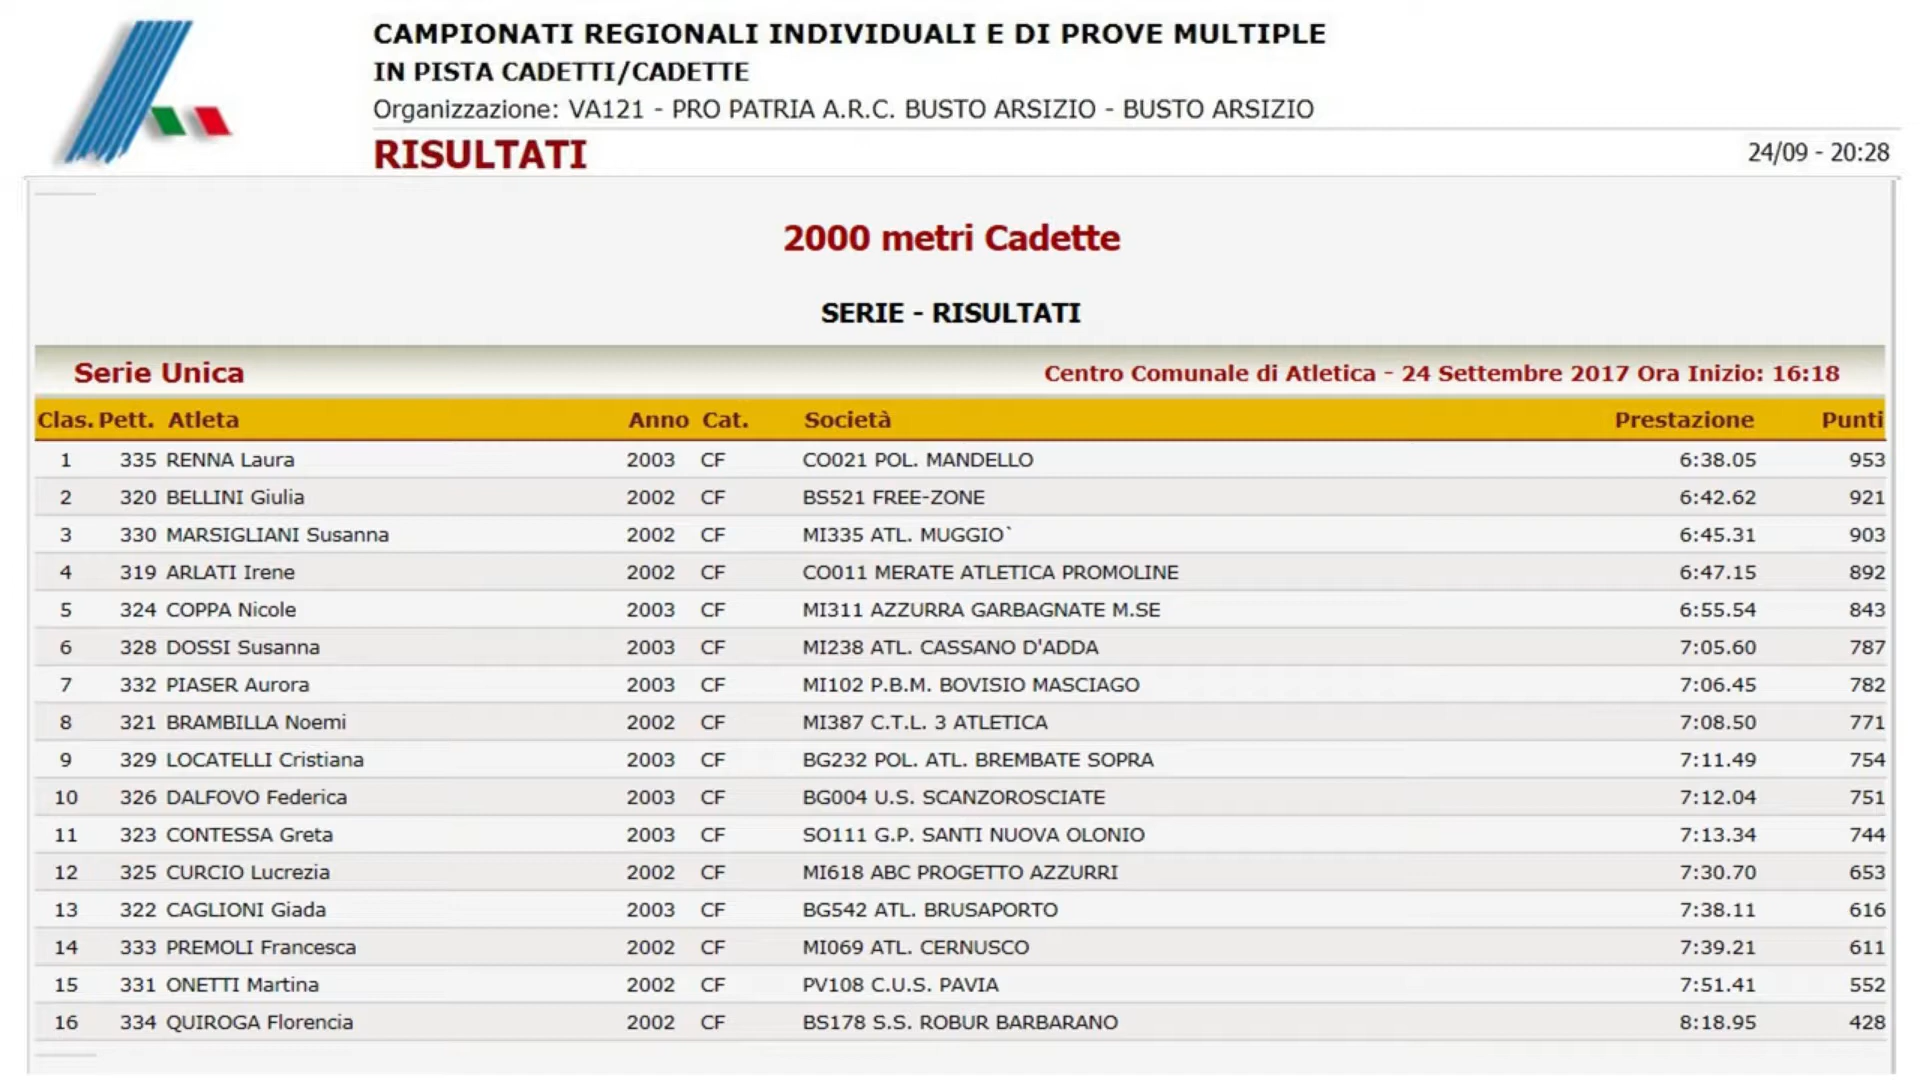 CAMPIONATI REGIONALI INDIVIDUALI E DI PROVE MULTIPLE
IN PISTA CADETTI/CADETTE
Organizzazione: VA121 - PRO PATRIA A.R.C. BUSTO ARSIZIO - BUSTO ARSIZIO
RISULTATI 24/09 - 20:28
2000 metri Cadette
SERIE - RISULTATI
Serie Unica Centro Comunale di Atletica - 24 Settembre 2017 Ora Inizio: 16:18
Clas. Pett. Atleta Anno Cat. Società Prestazione Punti
1 335 RENNA Laura 2003 CF CO021 POL. MANDELLO 6:38.05 953
2 320 BELLINI Giulia 2002 CF BS521 FREE-ZONE 6:42.62 921
3 330 MARSIGLIANI Susanna 2002 CF MI335 ATL. MUGGIO` 6:45.31 903
4 319 ARLATI Irene 2002 CF CO011 MERATE ATLETICA PROMOLINE 6:47.15 892
5 324 COPPA Nicole 2003 CF MI311 AZZURRA GARBAGNATE M.SE 6:55.54 843
6 328 DOSSI Susanna 2003 CF MI238 ATL. CASSANO D'ADDA 7:05.60 787
7 332 PIASER Aurora 2003 CF MI102 P.B.M. BOVISIO MASCIAGO 7:06.45 782
8 321 BRAMBILLA Noemi 2002 CF MI387 C.T.L. 3 ATLETICA 7:08.50 771
9 329 LOCATELLI Cristiana 2003 CF BG232 POL. ATL. BREMBATE SOPRA 7:11.49 754
10 326 DALFOVO Federica 2003 CF BG004 U.S. SCANZOROSCIATE 7:12.04 751
11 323 CONTESSA Greta 2003 CF SO111 G.P. SANTI NUOVA OLONIO 7:13.34 744
12 325 CURCIO Lucrezia 2002 CF MI618 ABC PROGETTO AZZURRI 7:30.70 653
13 322 CAGLIONI Giada 2003 CF BG542 ATL. BRUSAPORTO 7:38.11 616
14 333 PREMOLI Francesca 2002 CF MI069 ATL. CERNUSCO 7:39.21 611
15 331 ONETTI Martina 2002 CF PV108 C.U.S. PAVIA 7:51.41 552
16 334 QUIROGA Florencia 2002 CF BS178 S.S. ROBUR BARBARANO 8:18.95 428